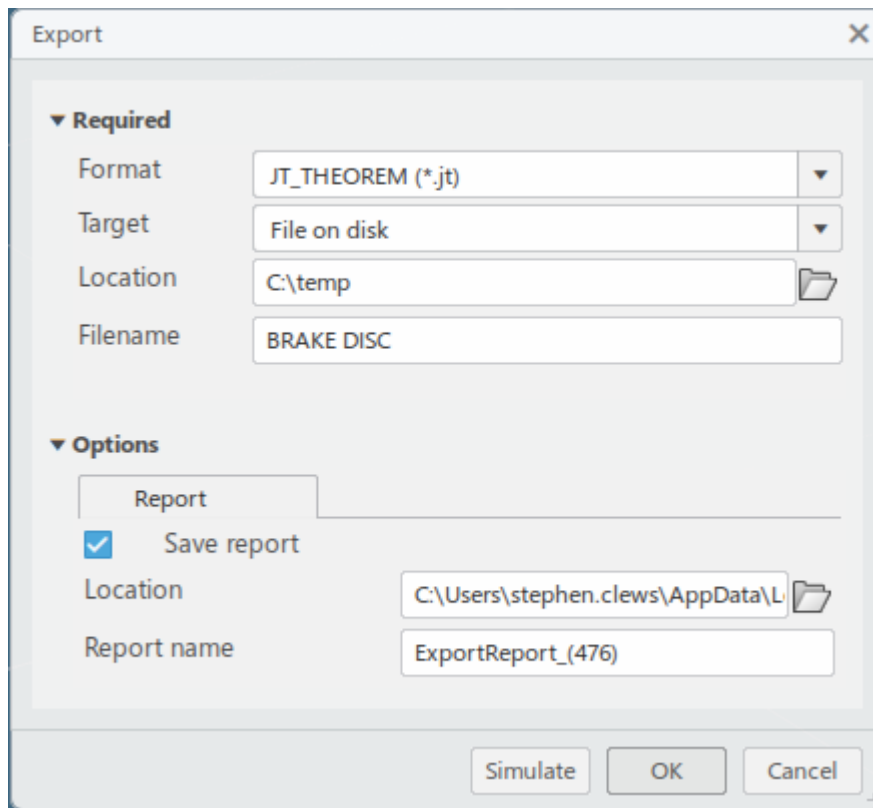 Export
Required
Format JT_THEOREM (*.jt)
Target File on disk
Location C:\temp
Filename BRAKE DISC
Options
Report
Save report
Location C:\Users\stephen.clews\AppData\L
Report name ExportReport_(476)
Simulate OK Cancel